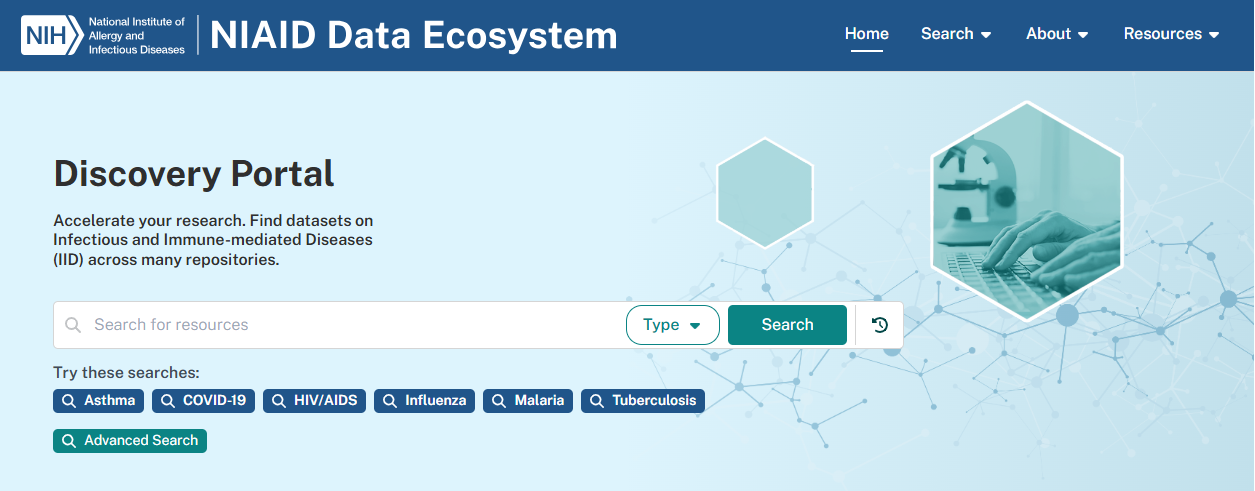 NIH
National Institute of
Allergy and
Infectious Diseases
NIAID Data Ecosystem
Home
Search
About
Resources
Discovery Portal
Accelerate your research. Find datasets on
Infectious and Immune-mediated Diseases
(IID) across many repositories.
Search for resources
Type
Search
Try these searches:
Asthma
COVID-19
HIV/AIDS
Influenza
Malaria
Tuberculosis
Advanced Search